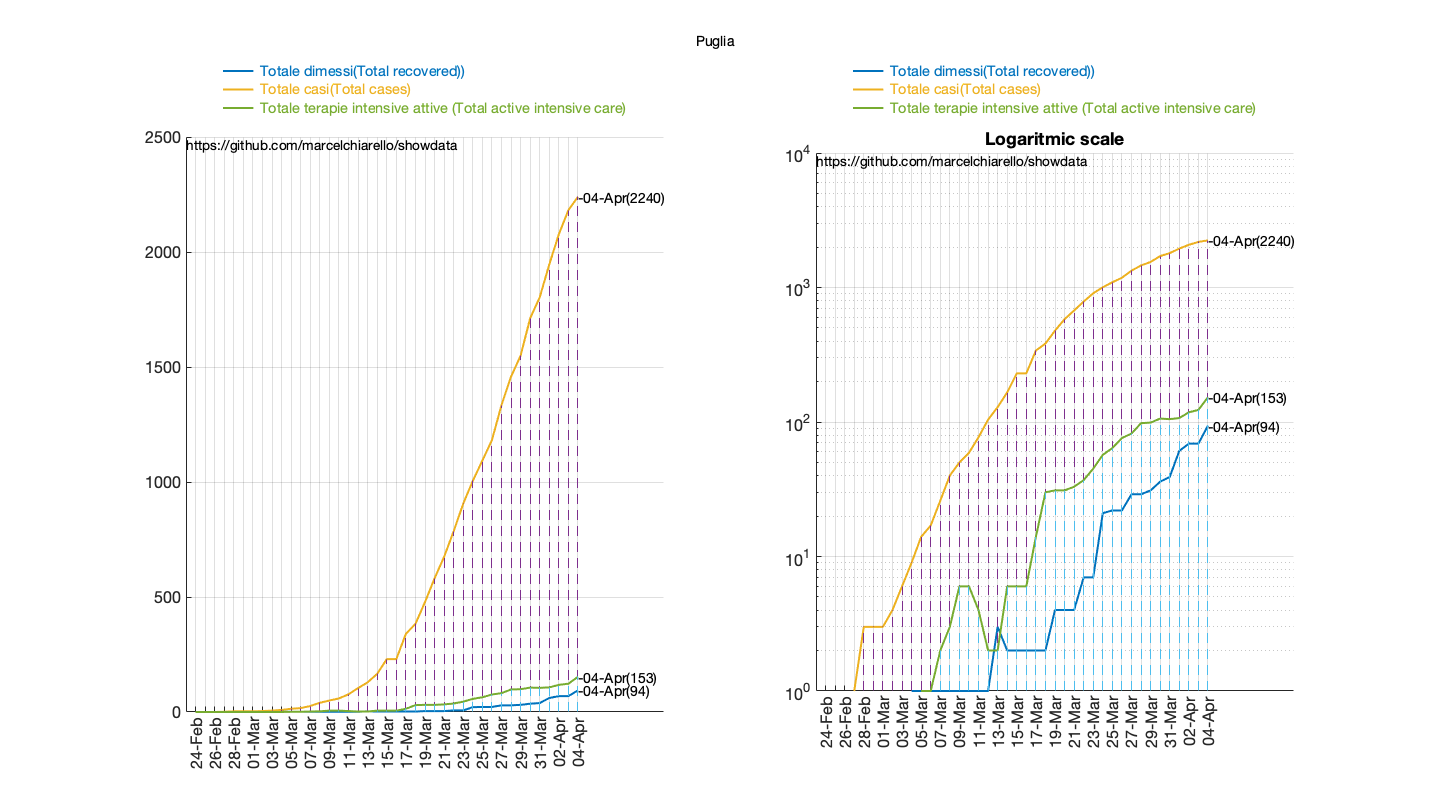 Puglia
Totale dimessi(Total recovered))
Totale casi(Total cases)
Totale terapie intensive attive (Total active intensive care)
2500
https://github.com/marcelchiarello/showdata
-04-Apr(2240)
2000
1500
1000
500
-04-Apr(153)
-04-Apr(94)
0
24-Feb
26-Feb
28-Feb
01-Mar
03-Mar
05-Mar
07-Mar
09-Mar
11-Mar
13-Mar
15-Mar
17-Mar
19-Mar
21-Mar
23-Mar
25-Mar
27-Mar
29-Mar
31-Mar
02-Apr
04-Apr
Totale dimessi(Total recovered))
Totale casi(Total cases)
Totale terapie intensive attive (Total active intensive care)
Logaritmic scale
10^4
https://github.com/marcelchiarello/showdata
-04-Apr(2240)
10^3
-04-Apr(153)
10^2
-04-Apr(94)
10^1
10^0
24-Feb
26-Feb
28-Feb
01-Mar
03-Mar
05-Mar
07-Mar
09-Mar
11-Mar
13-Mar
15-Mar
17-Mar
19-Mar
21-Mar
23-Mar
25-Mar
27-Mar
29-Mar
31-Mar
02-Apr
04-Apr